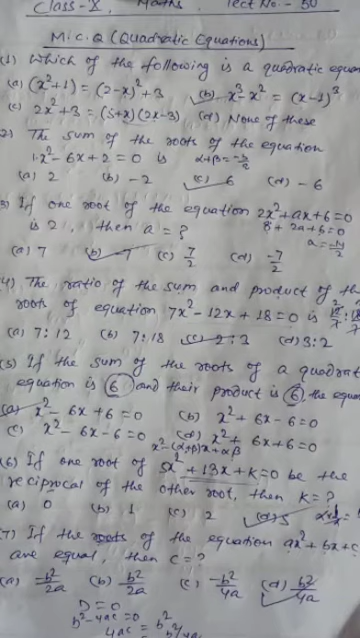 Class-X, Maths, Test No.- 50
M.C.Q (Quadratic Equations)
(1) Which of the following is a quadratic equation
(a) (x²+1) = (2-x)²+3 (b) x³-x² = (x-1)³
(c) 2x²+3 = (5+x)(2x-3) (d) None of these
2) The sum of the roots of the equation
1·x²-6x+2=0 is α+β=-b/a
(a) 2 (b) -2 (c) 6 (d) -6
3) If one root of the equation 2x²+ax+6=0
is 2, then a=? 8+2a+6=0
(a) 7 (b) -7 (c) 7/2 (d) -7/2 a=-14/2
(4) The ratio of the sum and product of the
roots of equation 7x²-12x+18=0 is
(a) 7:12 (b) 7:18 (c) 2:3 (d) 3:2
(5) If the sum of the roots of a quadrat
equation is 6 and their product is 6, the equa
(a) x²-6x+6=0 (b) x²+6x-6=0
(c) x²-6x-6=0 (d) x²+6x+6=0
x²-(α+β)x+αβ
(6) If one root of 5x²+13x+k=0 be the
reciprocal of the other root, then k=?
(a) 0 (b) 1 (c) 2 (d) 5
(7) If the roots of the equation ax²+bx+c
are equal, then c=?
(a) -b²/2a (b) b²/2a (c) -b²/4a (d) b²/4a
D=0
b²-4ac=0
4ac=b²
b²/4a